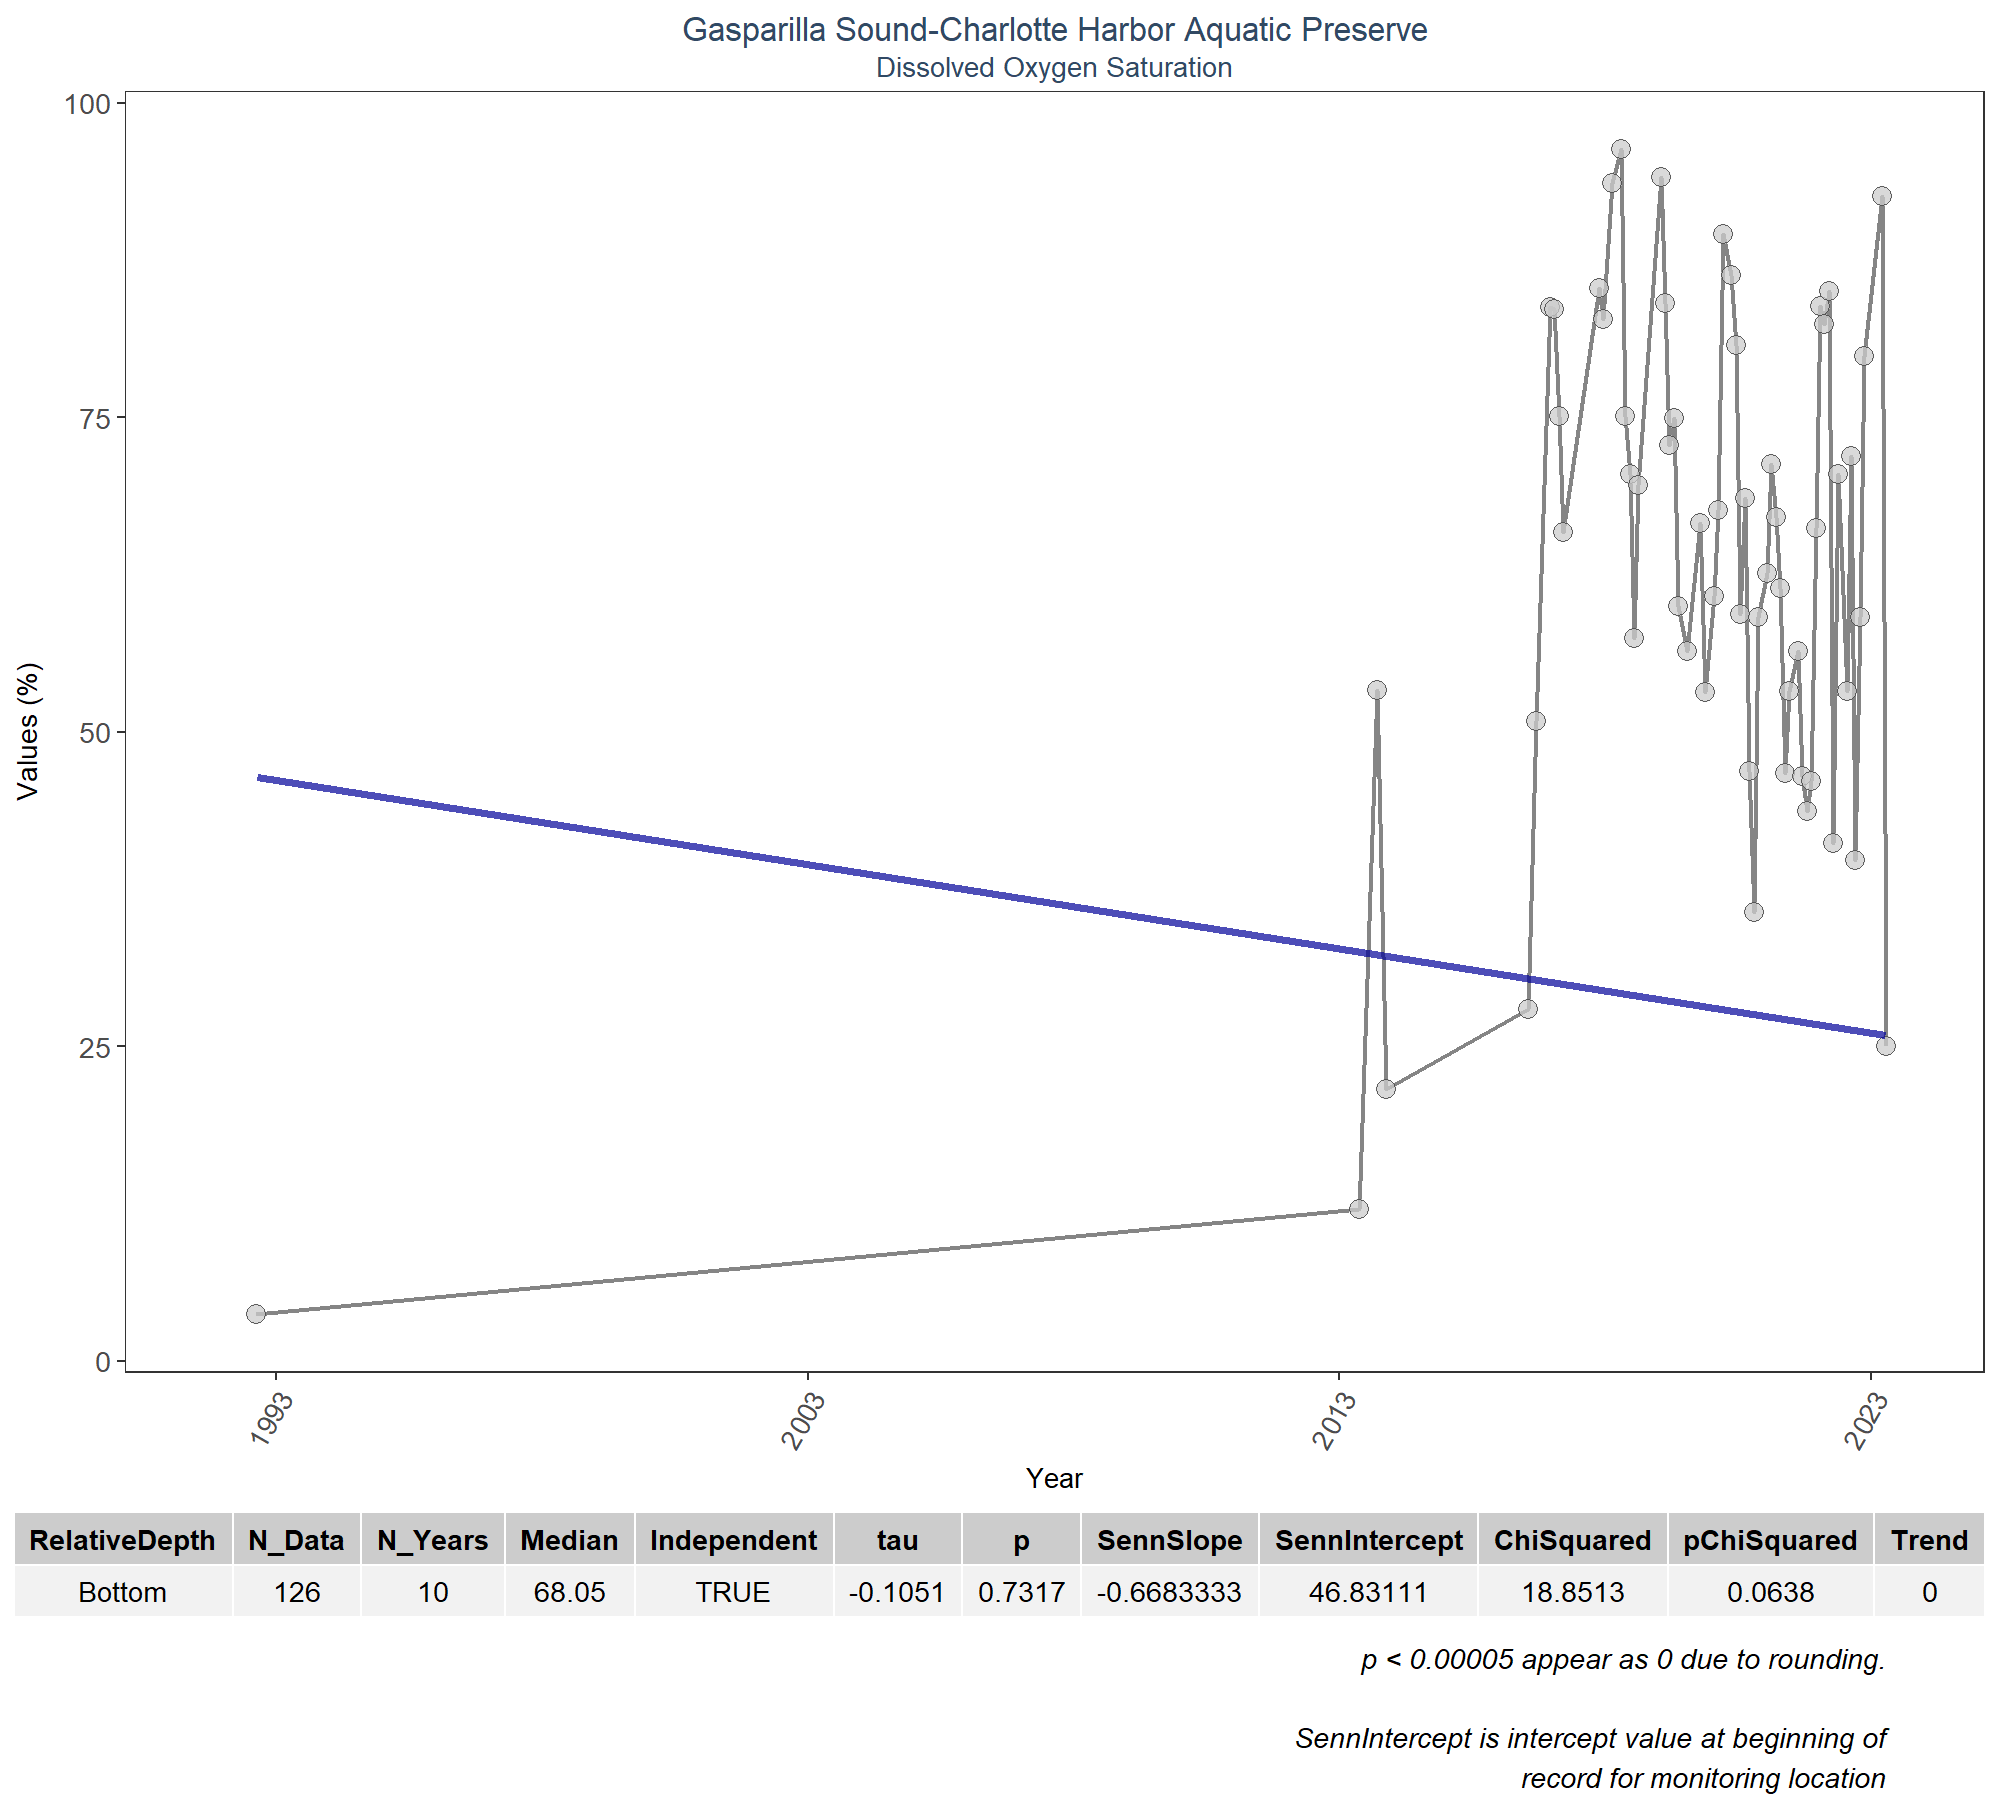 Gasparilla Sound-Charlotte Harbor Aquatic Preserve
Dissolved Oxygen Saturation
100
75
50
25
0
Values (%)
1993
2003
2013
2023
Year
RelativeDepth N_Data N_Years Median Independent tau p SennSlope SennIntercept ChiSquared pChiSquared Trend
Bottom 126 10 68.05 TRUE -0.1051 0.7317 -0.6683333 46.83111 18.8513 0.0638 0
p < 0.00005 appear as 0 due to rounding.
SennIntercept is intercept value at beginning of
record for monitoring location